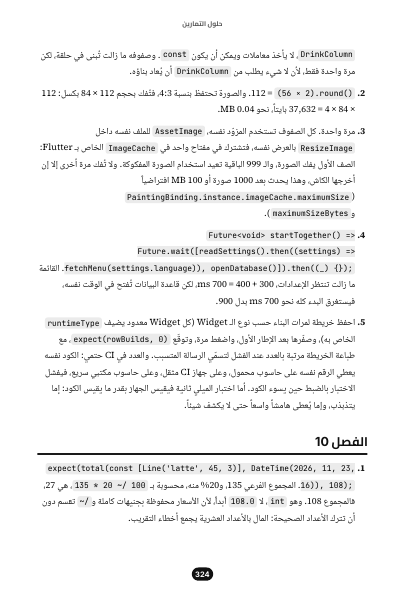 حلول التمارين
DrinkColumn، لا يأخذ معاملات ويمكن أن يكون const. وصفوفه ما زالت تُبنى في حلقة، لكن
مرة واحدة فقط، لأن لا شيء يطلب من DrinkColumn أن يُعاد بناؤه.
2. (56 × 2).round() = 112. والصورة تحتفظ بنسبة 4:3، فتُفك بحجم 112 × 84 بكسل: 112
× 84 × 4 = 37,632 بايتاً، نحو 0.04 MB.
3. مرة واحدة. كل الصفوف تستخدم المزوّد نفسه، AssetImage للملف نفسه داخل
ResizeImage بالعرض نفسه، فتشترك في مفتاح واحد في ImageCache الخاص بـ Flutter:
الصف الأول يفك الصورة، والـ 999 الباقية تعيد استخدام الصورة المفكوكة. ولا تُفك مرة أخرى إلا إن
أخرجها الكاش، وهذا يحدث بعد 1000 صورة أو 100 MB افتراضياً
(PaintingBinding.instance.imageCache.maximumSize
و maximumSizeBytes).
4. Future<void> startTogether() =>
Future.wait([readSettings().then((settings) =>
fetchMenu(settings.language)), openDatabase()]).then((_) {});. القائمة
ما زالت تنتظر الإعدادات، 300 + 400 = 700 ms، لكن قاعدة البيانات تُفتح في الوقت نفسه،
فيستغرق البدء كله نحو 700 ms بدل 900.
5. احفظ خريطة لمرات البناء حسب نوع الـ Widget (كل Widget معدود يضيف runtimeType
الخاص به)، وصفّرها بعد الإطار الأول، واضغط مرة، وتوقّع expect(rowBuilds, 0)، مع
طباعة الخريطة مرتبة بالعدد عند الفشل لتسمّي الرسالة المتسبب. والعدد في CI حتمي: الكود نفسه
يعطي الرقم نفسه على حاسوب محمول، وعلى جهاز CI مثقل، وعلى حاسوب مكتبي سريع، فيفشل
الاختبار بالضبط حين يسوء الكود. أما اختبار الميلي ثانية فيقيس الجهاز بقدر ما يقيس الكود: إما
يتذبذب، وإما يُعطى هامشاً واسعاً حتى لا يكشف شيئاً.
الفصل 10
1. expect(total(const [Line('latte', 45, 3)], DateTime(2026, 11, 23,
16)), 108);. المجموع الفرعي 135، و20% منه، محسوبة بـ 135 * 20 ~/ 100، هي 27،
فالمجموع 108. وهو int، لا 108.0 أبداً، لأن الأسعار محفوظة بجنيهات كاملة و ~/ تقسم دون
أن تترك الأعداد الصحيحة: المال بالأعداد العشرية يجمع أخطاء التقريب.
324